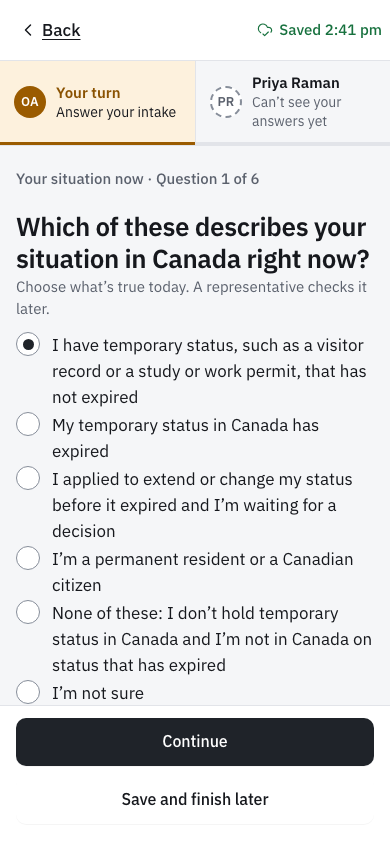 Back
Saved 2:41 pm
OA
Your turn
Answer your intake
PR
Priya Raman
Can’t see your
answers yet
Your situation now · Question 1 of 6
Which of these describes your
situation in Canada right now?
Choose what’s true today. A representative checks it
later.
I have temporary status, such as a visitor
record or a study or work permit, that has
not expired
My temporary status in Canada has
expired
I applied to extend or change my status
before it expired and I’m waiting for a
decision
I’m a permanent resident or a Canadian
citizen
None of these: I don’t hold temporary
status in Canada and I’m not in Canada on
status that has expired
I’m not sure
Continue
Save and finish later